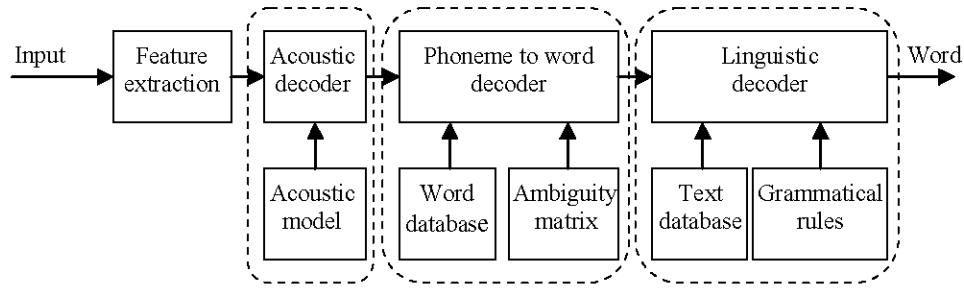 Input
Feature
extraction
Acoustic
decoder
Phoneme to word
decoder
Linguistic
decoder
Word
Acoustic
model
Word
database
Ambiguity
matrix
Text
database
Grammatical
rules